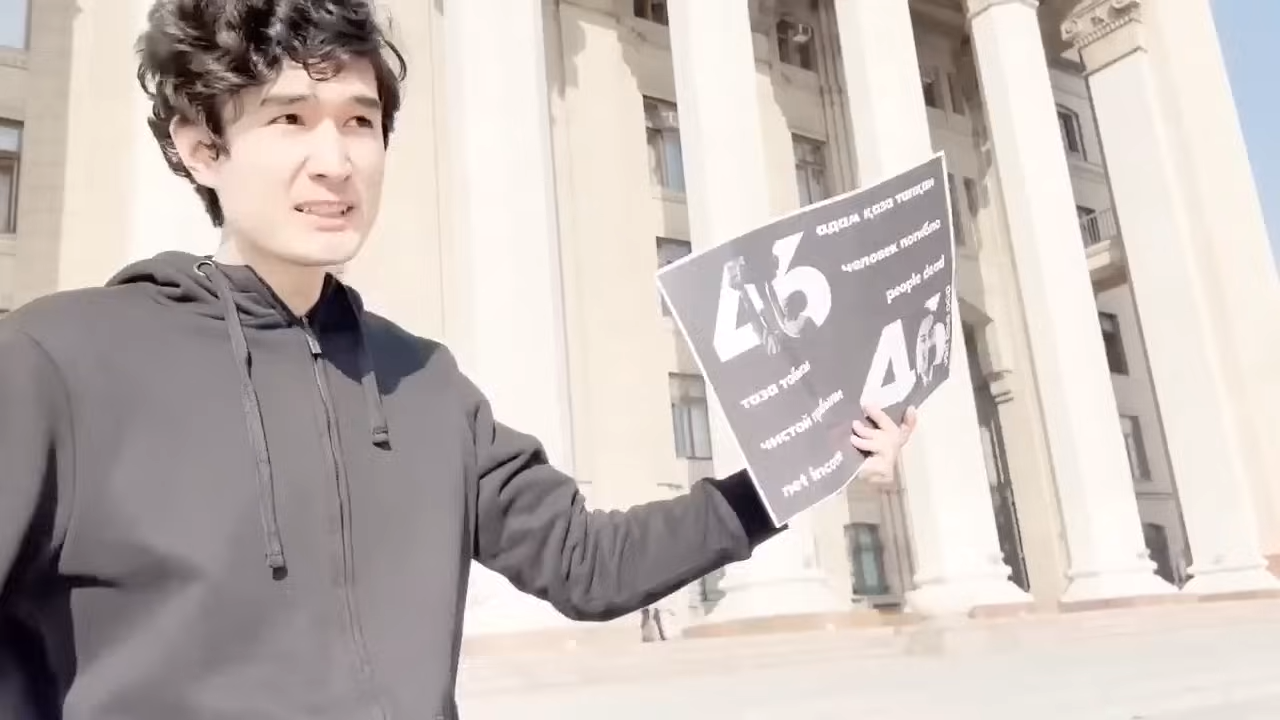 46
адам қаза тапқан
человек погибло
people dead
46
таза табыс
чистой прибыли
net income